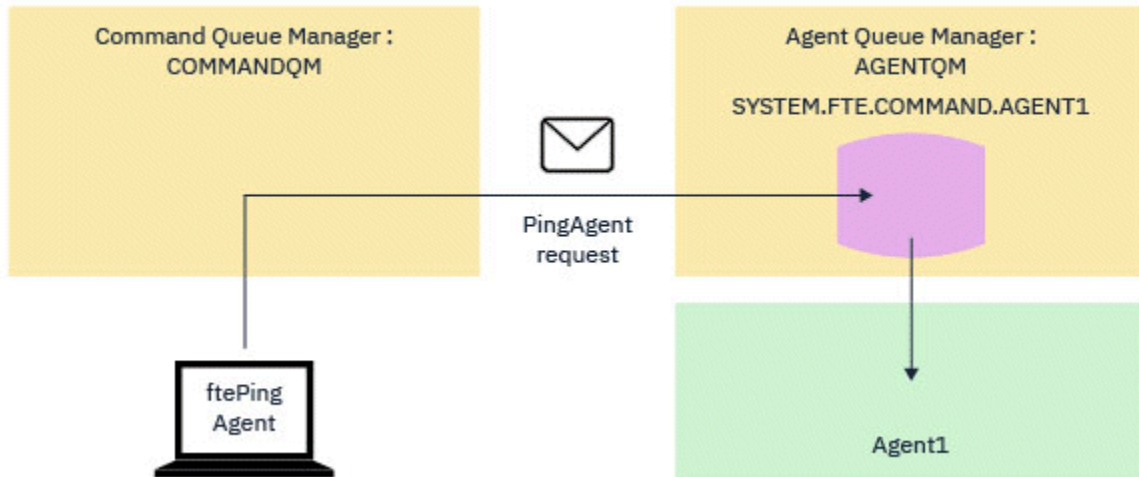 Command Queue Manager :
COMMANDQM
Agent Queue Manager :
AGENTQM
SYSTEM.FTE.COMMAND.AGENT1
PingAgent
request
ftePing
Agent
Agent1